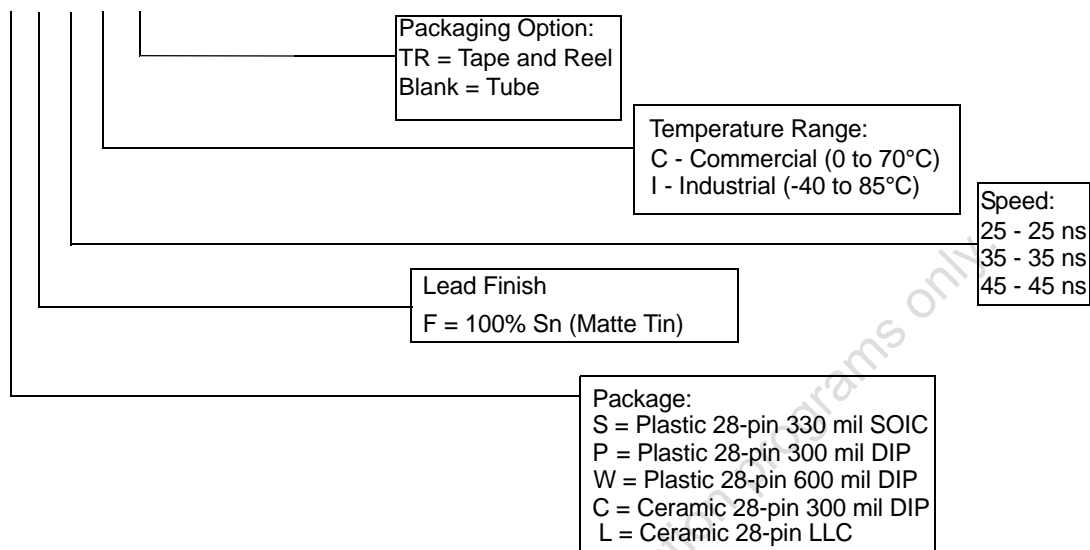 Packaging Option:
TR = Tape and Reel
Blank = Tube
Temperature Range:
C - Commercial (0 to 70°C)
I - Industrial (-40 to 85°C)
Speed:
25 - 25 ns
35 - 35 ns
45 - 45 ns
Lead Finish
F = 100% Sn (Matte Tin)
Package:
S = Plastic 28-pin 330 mil SOIC
P = Plastic 28-pin 300 mil DIP
W = Plastic 28-pin 600 mil DIP
C = Ceramic 28-pin 300 mil DIP
L = Ceramic 28-pin LLC
programs only.